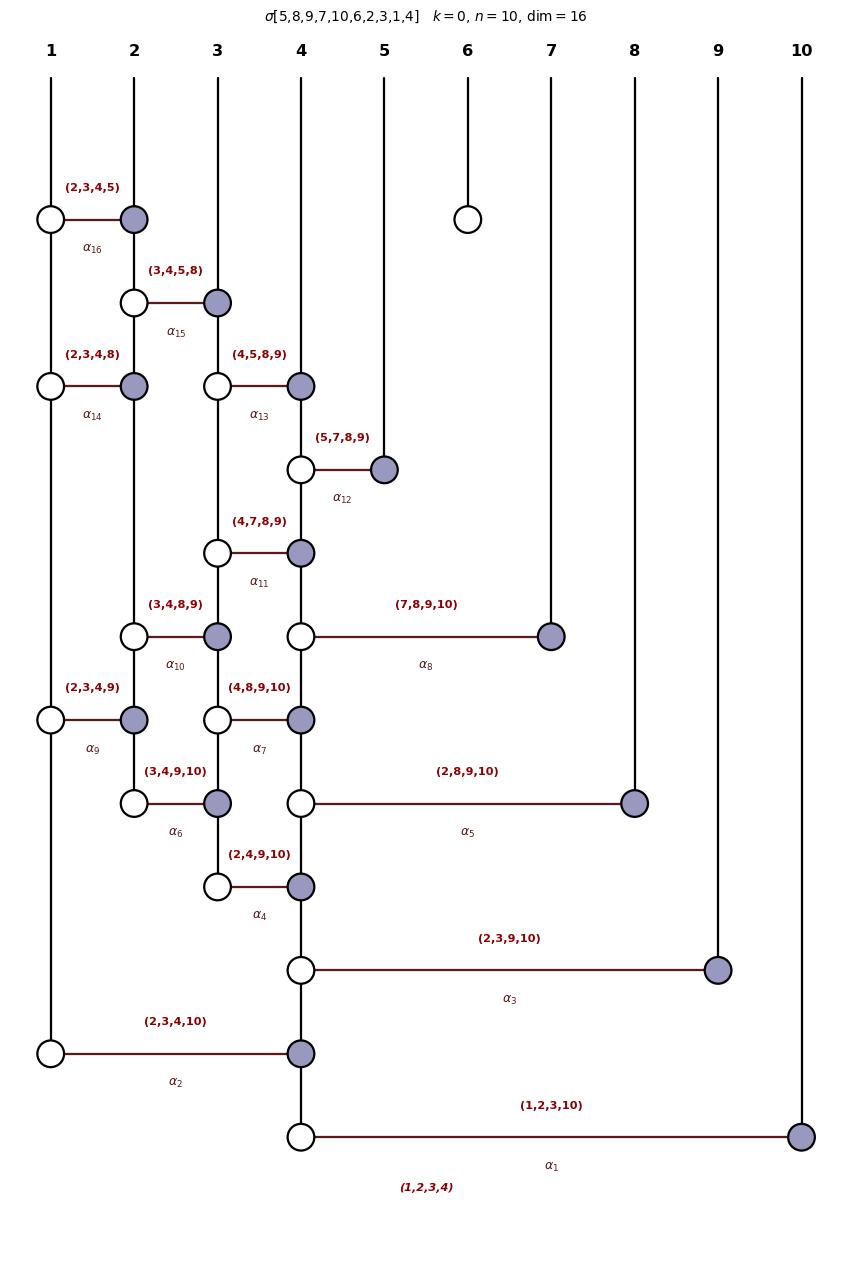 σ[5,8,9,7,10,6,2,3,1,4]   k=0, n=10, dim=16
1 2 3 4 5 6 7 8 9 10
(2,3,4,5)
α₁₆
(3,4,5,8)
α₁₅
(2,3,4,8) (4,5,8,9)
α₁₄ α₁₃
(5,7,8,9)
α₁₂
(4,7,8,9)
α₁₁
(3,4,8,9) (7,8,9,10)
α₁₀ α₈
(2,3,4,9) (4,8,9,10)
α₉ α₇
(3,4,9,10) (2,8,9,10)
α₆ α₅
(2,4,9,10)
α₄
(2,3,9,10)
α₃
(2,3,4,10)
α₂
(1,2,3,10)
α₁
(1,2,3,4)